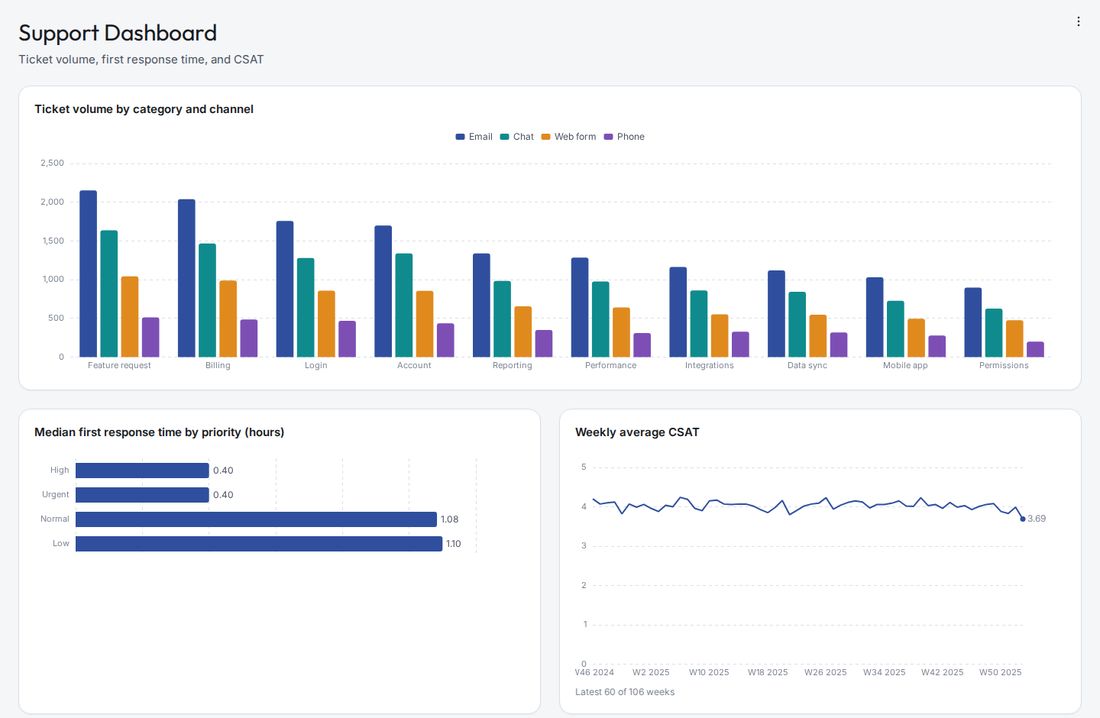 Support Dashboard
Ticket volume, first response time, and CSAT
Ticket volume by category and channel
Email Chat Web form Phone
2,500
2,000
1,500
1,000
500
0
Feature request Billing Login Account Reporting Performance Integrations Data sync Mobile app Permissions
Median first response time by priority (hours)
High 0.40
Urgent 0.40
Normal 1.08
Low 1.10
Weekly average CSAT
5
4
3.69
3
2
1
0
W46 2024 W2 2025 W10 2025 W18 2025 W26 2025 W34 2025 W42 2025 W50 2025
Latest 60 of 106 weeks